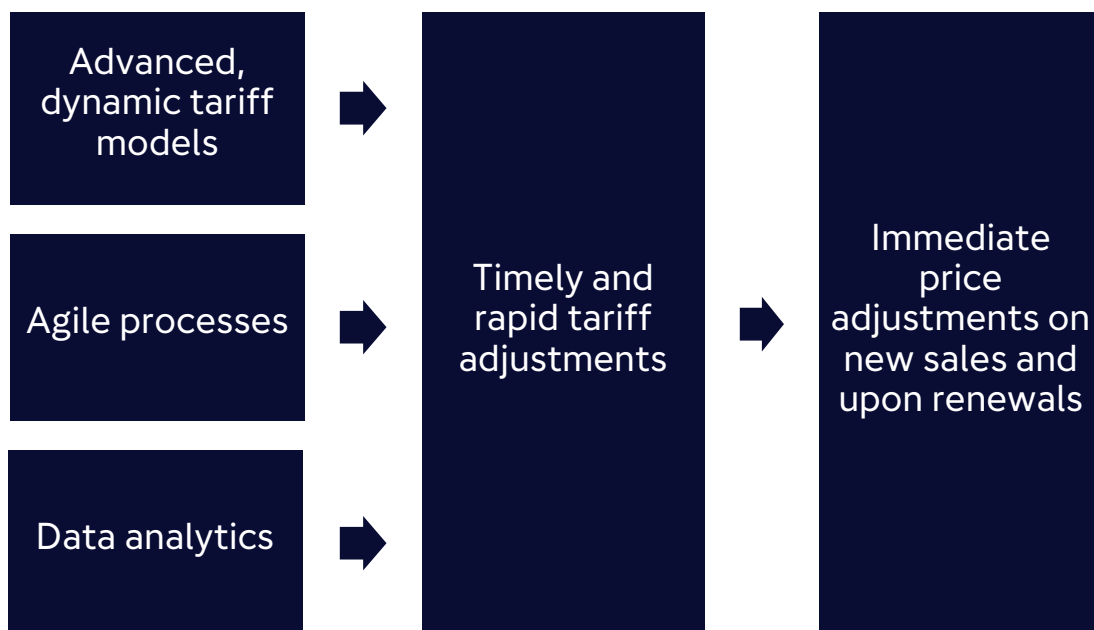 Advanced,
dynamic tariff
models
Agile processes
Data analytics
Timely and
rapid tariff
adjustments
Immediate
price
adjustments on
new sales and
upon renewals